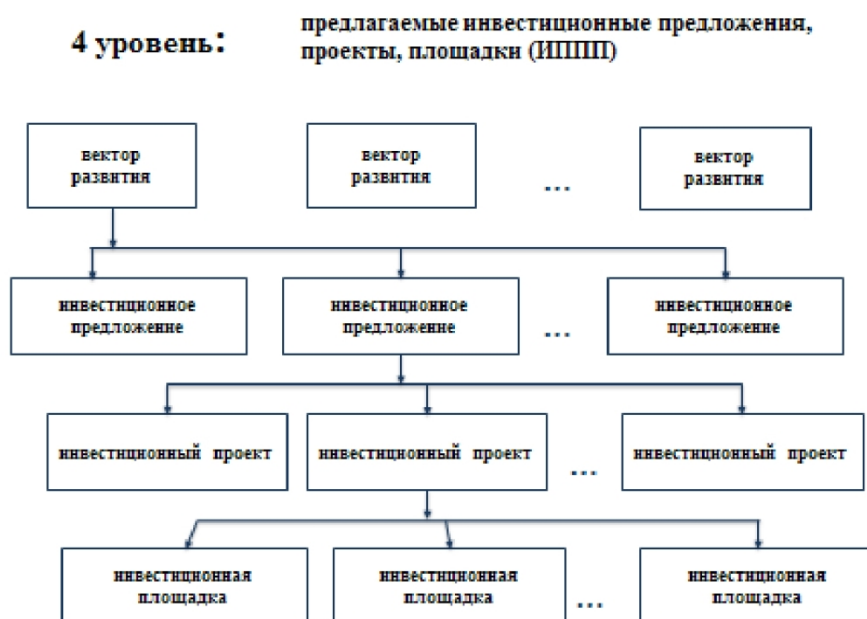 4 уровень:
предлагаемые инвестиционные предложения,
проекты, площадки (ИППП)
вектор
развития
вектор
развития
...
вектор
развития
инвестиционное
предложение
инвестиционное
предложение
...
инвестиционное
предложение
инвестиционный проект
инвестиционный проект
...
инвестиционный проект
инвестиционная
площадка
инвестиционная
площадка
...
инвестиционная
площадка